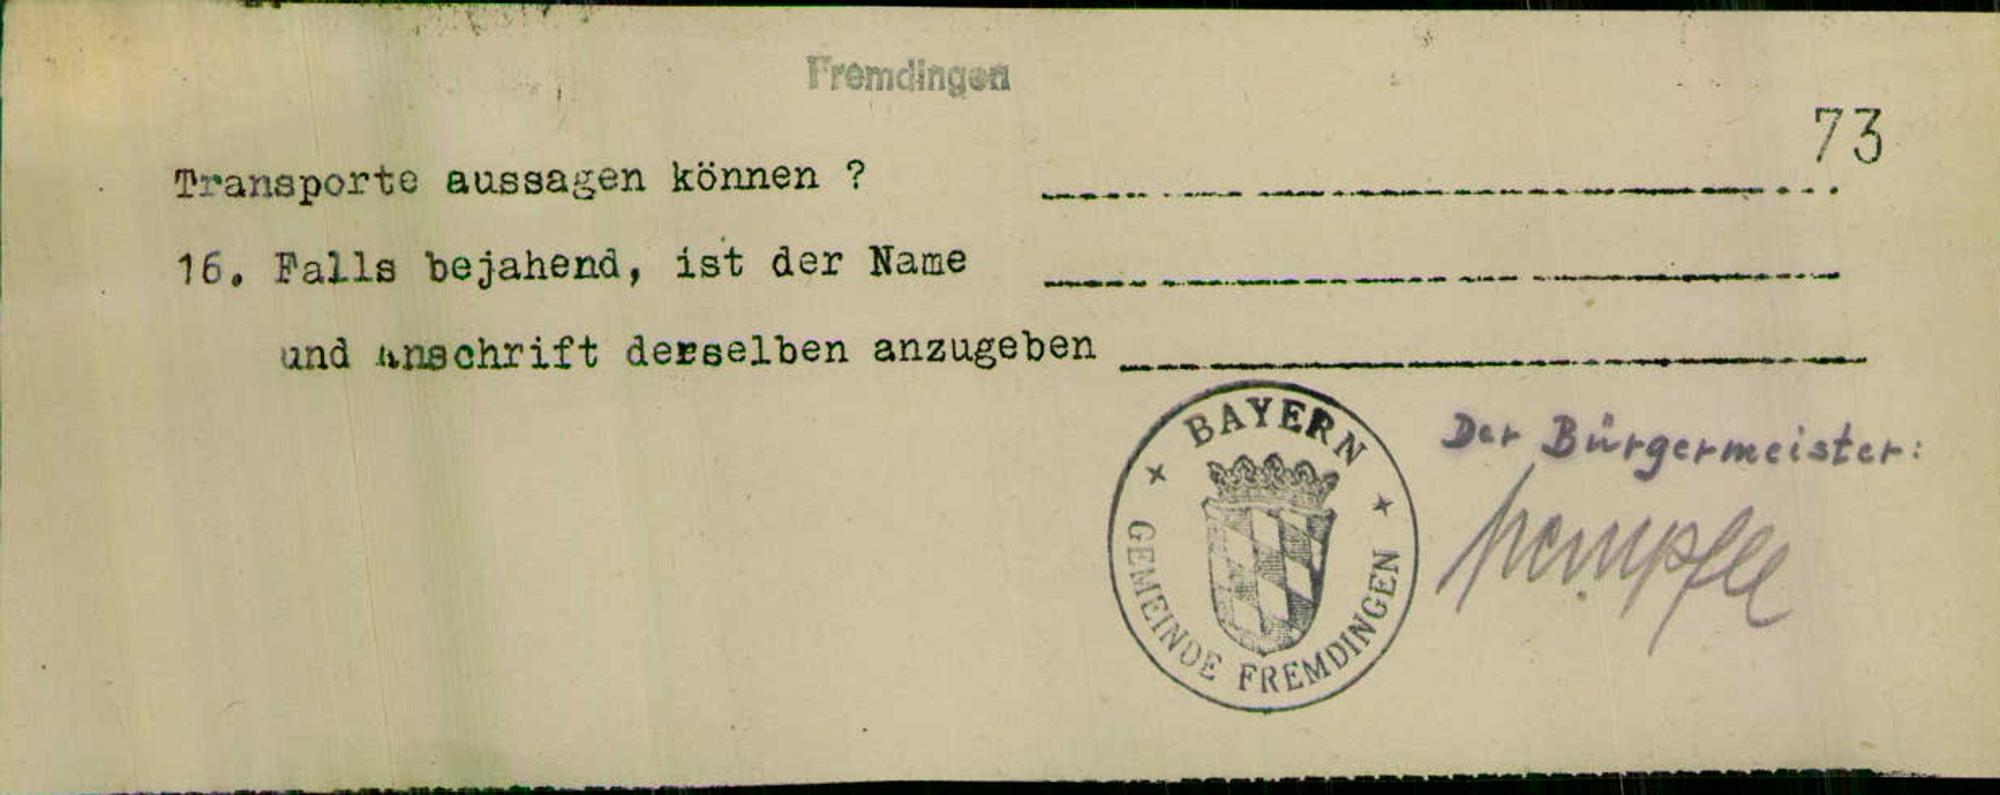 Fremdingen
73
Transporte aussagen können ?
16. Falls bejahend, ist der Name
und Anschrift derselben anzugeben
BAYERN
GEMEINDE FREMDINGEN
Der Bürgermeister: